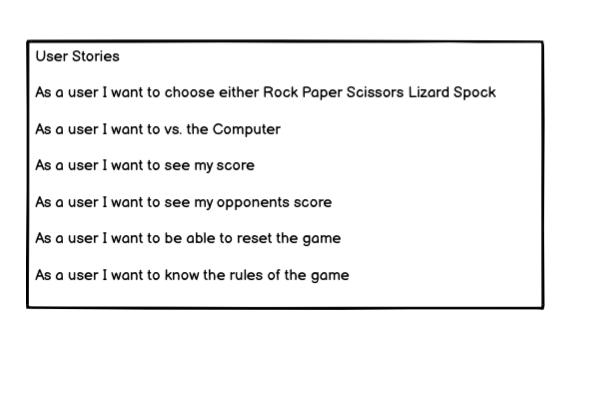 User Stories
As a user I want to choose either Rock Paper Scissors Lizard Spock
As a user I want to vs. the Computer
As a user I want to see my score
As a user I want to see my opponents score
As a user I want to be able to reset the game
As a user I want to know the rules of the game